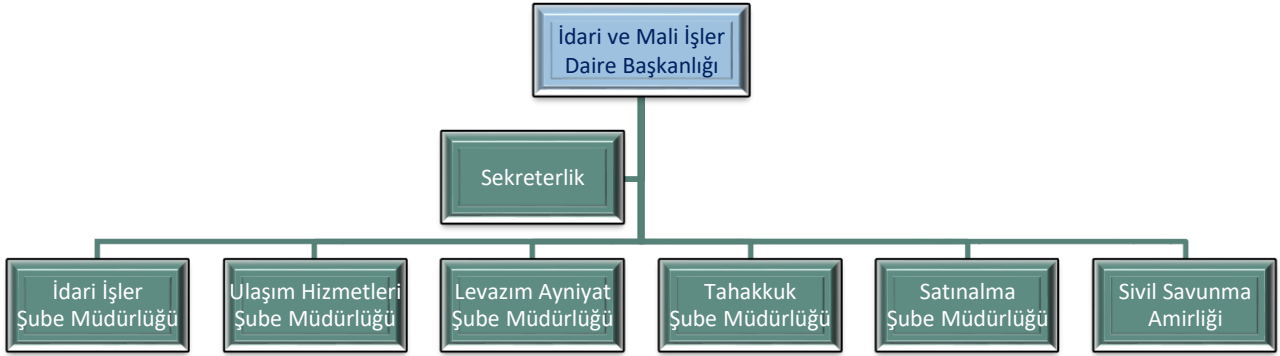 İdari ve Mali İşler
Daire Başkanlığı
Sekreterlik
İdari İşler
Şube Müdürlüğü
Ulaşım Hizmetleri
Şube Müdürlüğü
Levazım Ayniyat
Şube Müdürlüğü
Tahakkuk
Şube Müdürlüğü
Satınalma
Şube Müdürlüğü
Sivil Savunma
Amirliği